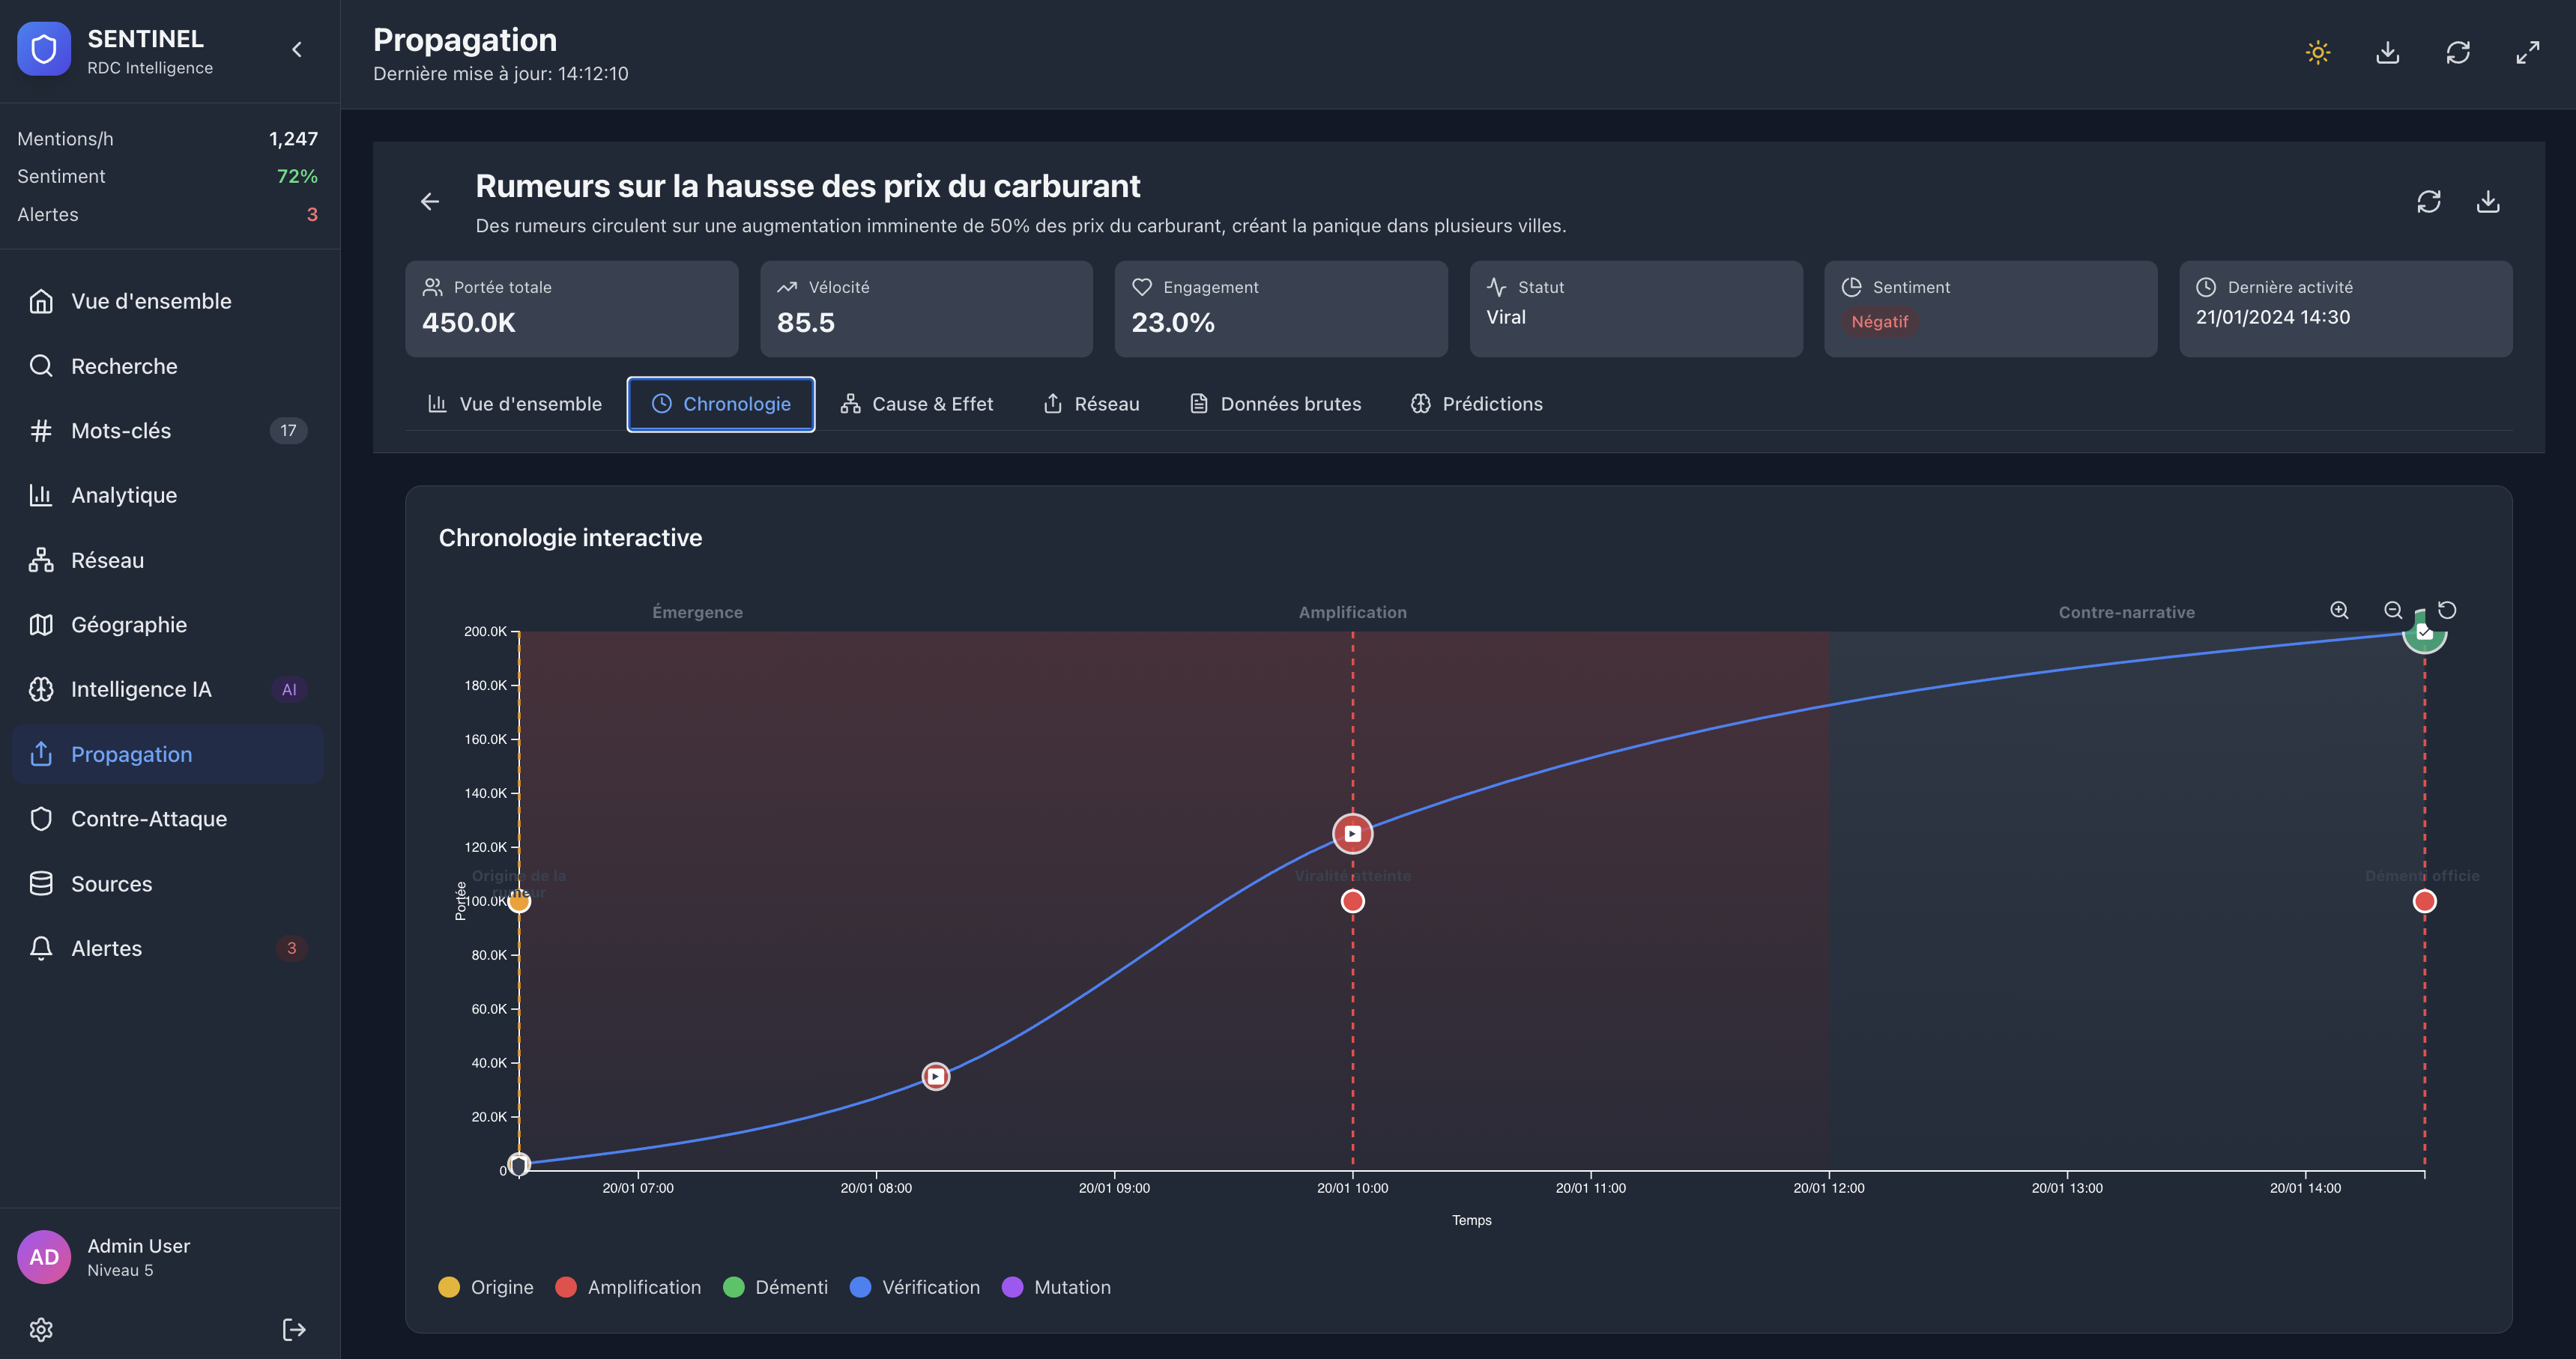 SENTINEL
RDC Intelligence
Mentions/h 1,247
Sentiment 72%
Alertes 3
Vue d'ensemble
Recherche
Mots-clés 17
Analytique
Réseau
Géographie
Intelligence IA AI
Propagation
Contre-Attaque
Sources
Alertes 3
AD
Admin User
Niveau 5
Propagation
Dernière mise à jour: 14:12:10
Rumeurs sur la hausse des prix du carburant
Des rumeurs circulent sur une augmentation imminente de 50% des prix du carburant, créant la panique dans plusieurs villes.
Portée totale
450.0K
Vélocité
85.5
Engagement
23.0%
Statut
Viral
Sentiment
Négatif
Dernière activité
21/01/2024 14:30
Vue d'ensemble Chronologie Cause & Effet Réseau Données brutes Prédictions
Chronologie interactive
Émergence Amplification Contre-narrative
200.0K
180.0K
160.0K
140.0K
120.0K
Origine de la
rumeur
Viralité atteinte
Démenti officie
100.0K
80.0K
60.0K
40.0K
20.0K
0
Portée
20/01 07:00 20/01 08:00 20/01 09:00 20/01 10:00 20/01 11:00 20/01 12:00 20/01 13:00 20/01 14:00
Temps
Origine Amplification Démenti Vérification Mutation